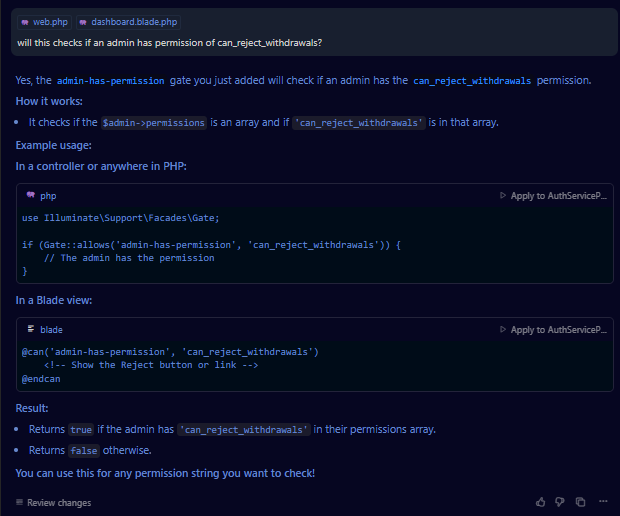 web.php dashboard.blade.php
will this checks if an admin has permission of can_reject_withdrawals?
Yes, the admin-has-permission gate you just added will check if an admin has the can_reject_withdrawals permission.
How it works:
It checks if the $admin->permissions is an array and if 'can_reject_withdrawals' is in that array.
Example usage:
In a controller or anywhere in PHP:
php Apply to AuthServiceP...
use Illuminate\Support\Facades\Gate;
if (Gate::allows('admin-has-permission', 'can_reject_withdrawals')) {
// The admin has the permission
}
In a Blade view:
blade Apply to AuthServiceP...
@can('admin-has-permission', 'can_reject_withdrawals')
<!-- Show the Reject button or link -->
@endcan
Result:
Returns true if the admin has 'can_reject_withdrawals' in their permissions array.
Returns false otherwise.
You can use this for any permission string you want to check!
Review changes